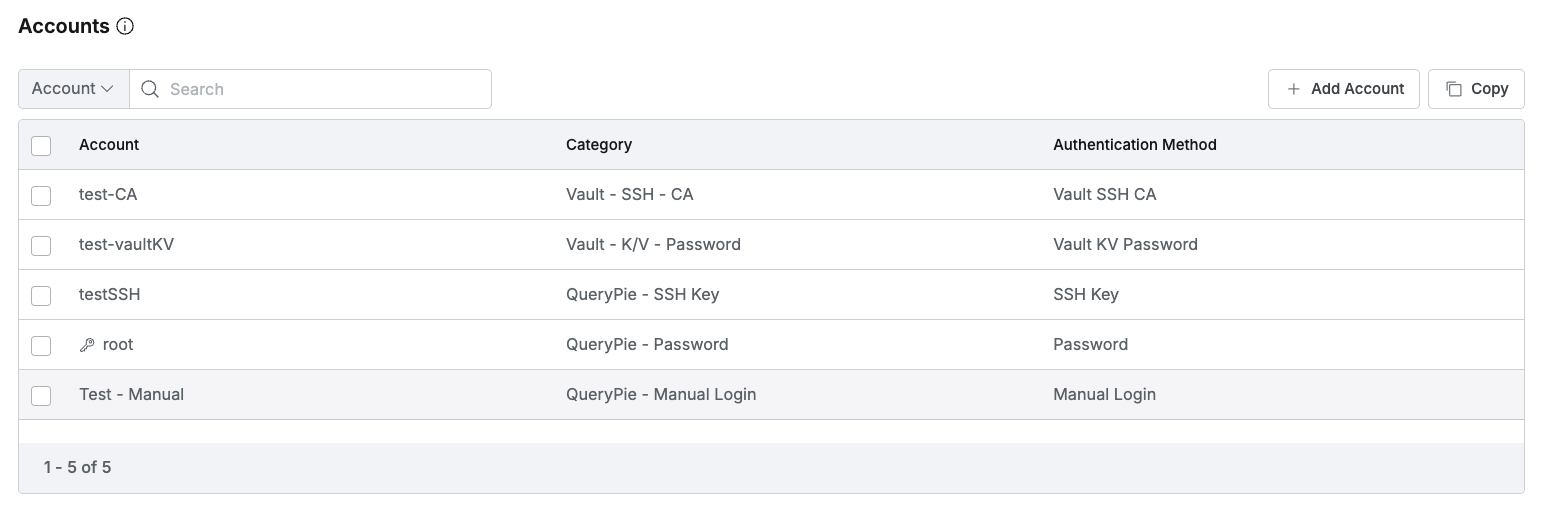 Accounts
Account Search Add Account Copy
Account Category Authentication Method
test-CA Vault - SSH - CA Vault SSH CA
test-vaultKV Vault - K/V - Password Vault KV Password
testSSH QueryPie - SSH Key SSH Key
root QueryPie - Password Password
Test - Manual QueryPie - Manual Login Manual Login
1 - 5 of 5